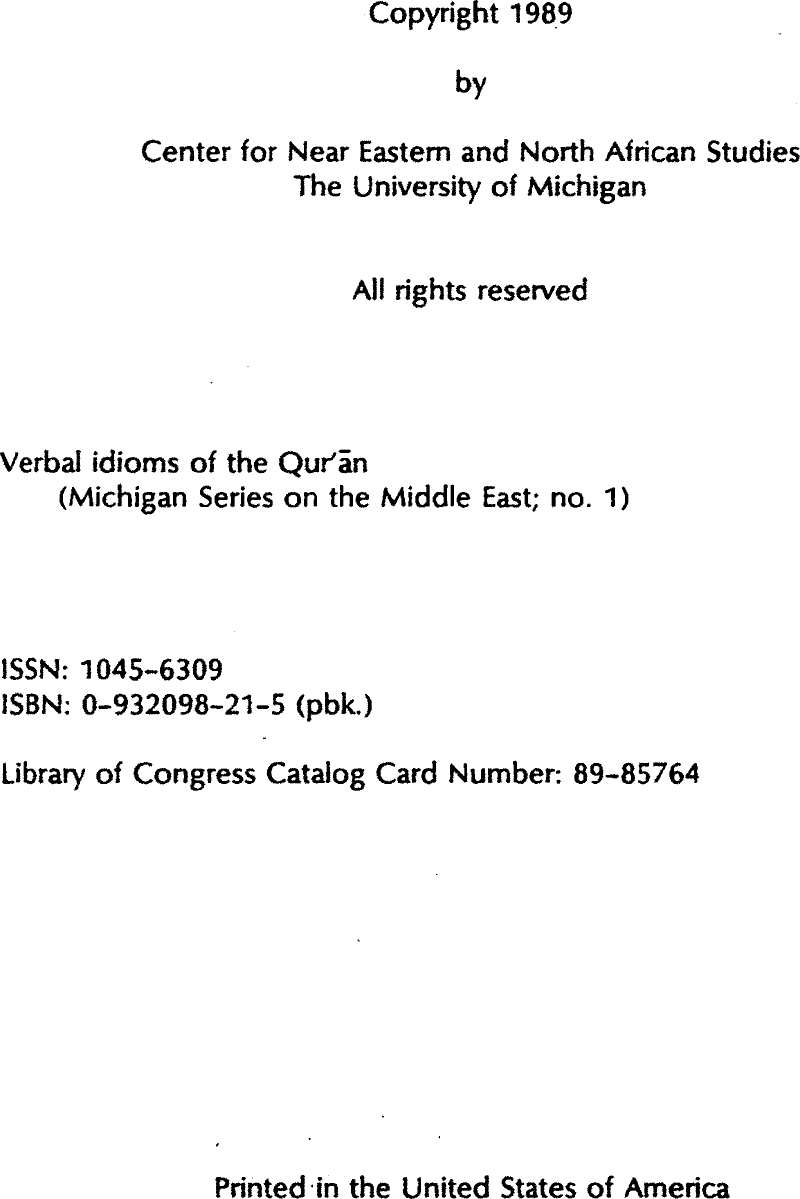 Copyright 1989
by
Center for Near Eastern and North African Studies
The University of Michigan
All rights reserved
Verbal idioms of the Qur'ān
(Michigan Series on the Middle East; no. 1)
ISSN: 1045-6309
ISBN: 0-932098-21-5 (pbk.)
Library of Congress Catalog Card Number: 89-85764
Printed in the United States of America